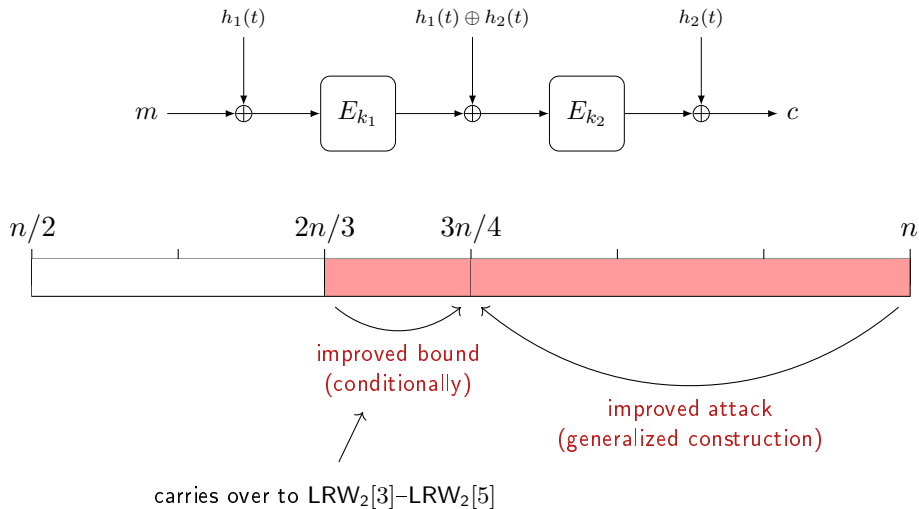 h₁(t) h₁(t) ⊕ h₂(t) h₂(t)
m E_{k₁} E_{k₂} c
n/2 2n/3 3n/4 n
improved bound
(conditionally)
improved attack
(generalized construction)
carries over to LRW₂[3]–LRW₂[5]